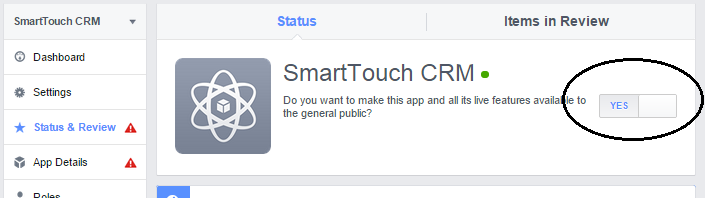 SmartTouch CRM
Dashboard
Settings
Status & Review
App Details
Roles
Status
Items in Review
SmartTouch CRM
Do you want to make this app and all its live features available to
the general public?
YES